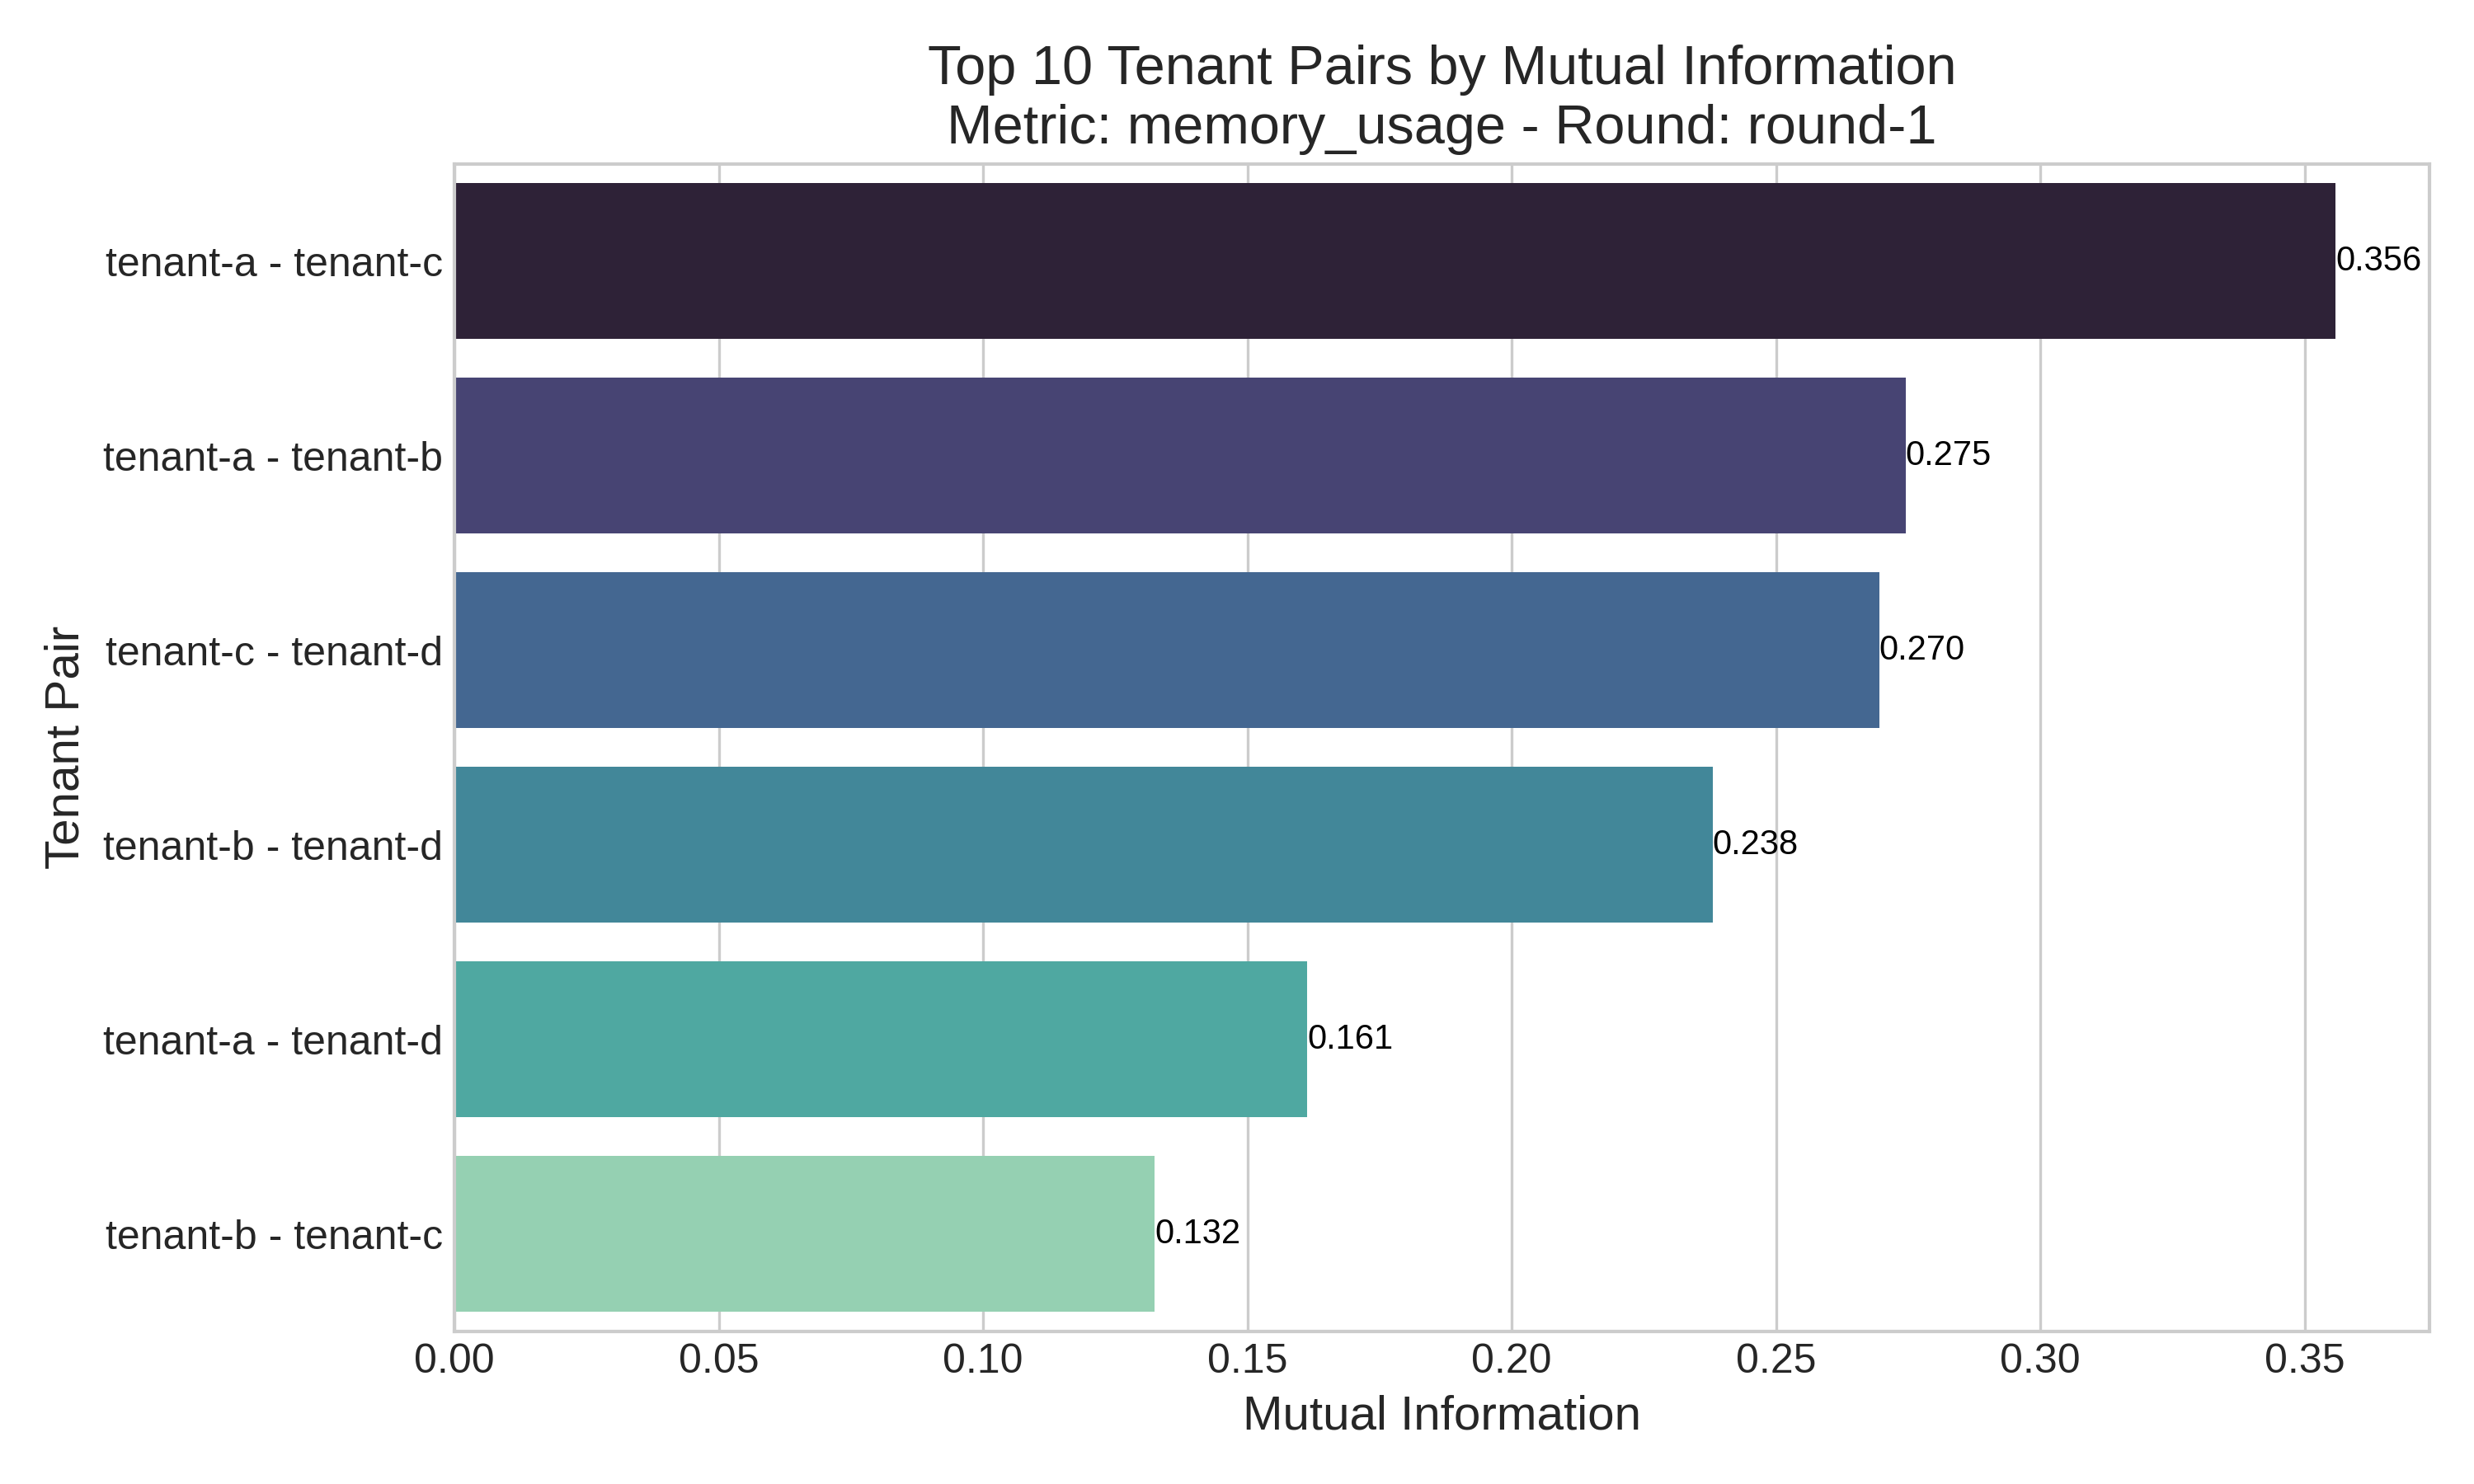 Top 10 Tenant Pairs by Mutual Information
Metric: memory_usage - Round: round-1
tenant-a - tenant-c
0.356
tenant-a - tenant-b
0.275
tenant-c - tenant-d
0.270
tenant-b - tenant-d
0.238
tenant-a - tenant-d
0.161
tenant-b - tenant-c
0.132
Tenant Pair
0.00 0.05 0.10 0.15 0.20 0.25 0.30 0.35
Mutual Information